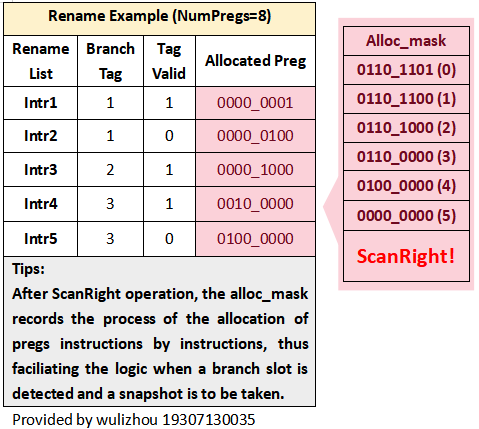 Rename Example (NumPregs=8)
Rename List Branch Tag Tag Valid Allocated Preg
Intr1 1 1 0000_0001
Intr2 1 0 0000_0100
Intr3 2 1 0000_1000
Intr4 3 1 0010_0000
Intr5 3 0 0100_0000
Tips:
After ScanRight operation, the alloc_mask
records the process of the allocation of
pregs instructions by instructions, thus
faciliating the logic when a branch slot is
detected and a snapshot is to be taken.
Provided by wulizhou 19307130035
Alloc_mask
0110_1101 (0)
0110_1100 (1)
0110_1000 (2)
0110_0000 (3)
0100_0000 (4)
0000_0000 (5)
ScanRight!